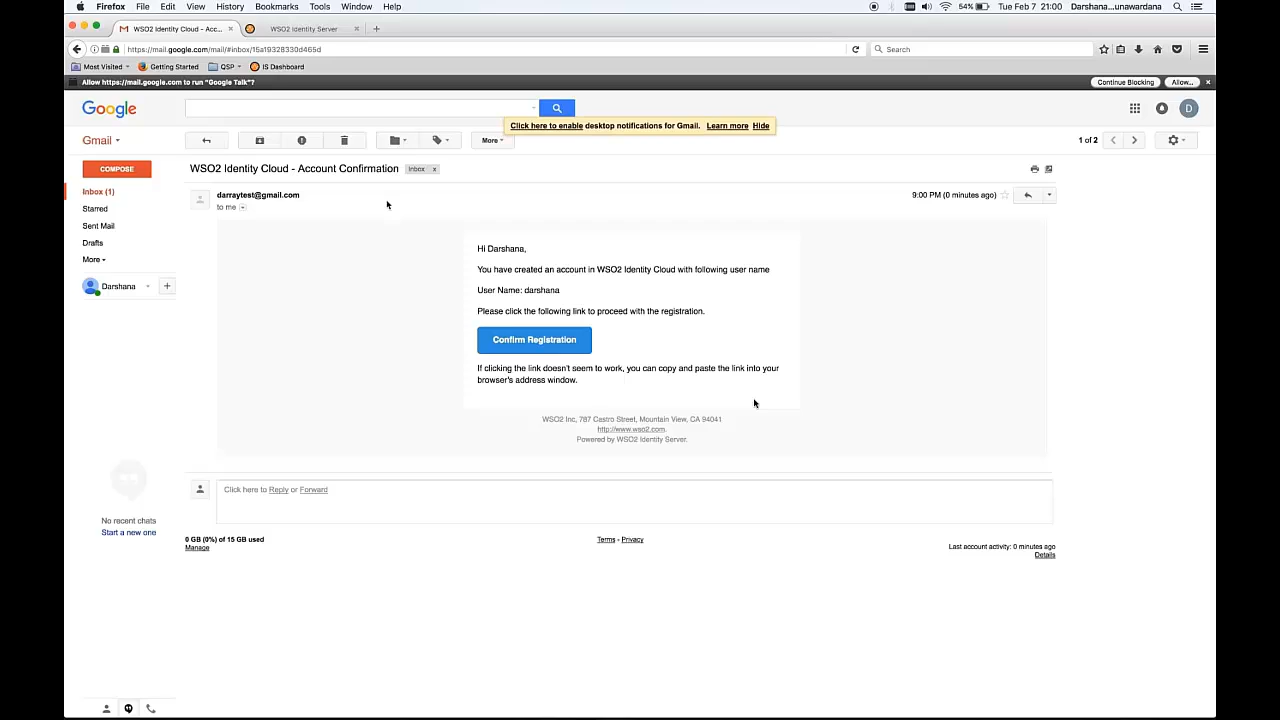 Firefox File Edit View History Bookmarks Tools Window Help
54% Tue Feb 7 21:00 Darshana...unawardana
WSO2 Identity Cloud - Acc... × WSO2 Identity Server × +
https://mail.google.com/mail/#inbox/15a19328330d465d
Search
Most Visited Getting Started QSP IS Dashboard
Allow https://mail.google.com to run "Google Talk"? Continue Blocking Allow... ×
Google
Click here to enable desktop notifications for Gmail. Learn more Hide
Gmail More 1 of 2
COMPOSE
WSO2 Identity Cloud - Account Confirmation Inbox x
Inbox (1)
Starred
Sent Mail
Drafts
More
Darshana +
darraytest@gmail.com 9:00 PM (0 minutes ago)
to me
Hi Darshana,
You have created an account in WSO2 Identity Cloud with following user name
User Name: darshana
Please click the following link to proceed with the registration.
Confirm Registration
If clicking the link doesn't seem to work, you can copy and paste the link into your
browser's address window.
WSO2 Inc, 787 Castro Street, Mountain View, CA 94041
http://www.wso2.com.
Powered by WSO2 Identity Server.
Click here to Reply or Forward
No recent chats
Start a new one
0 GB (0%) of 15 GB used
Manage
Terms - Privacy
Last account activity: 0 minutes ago
Details
D